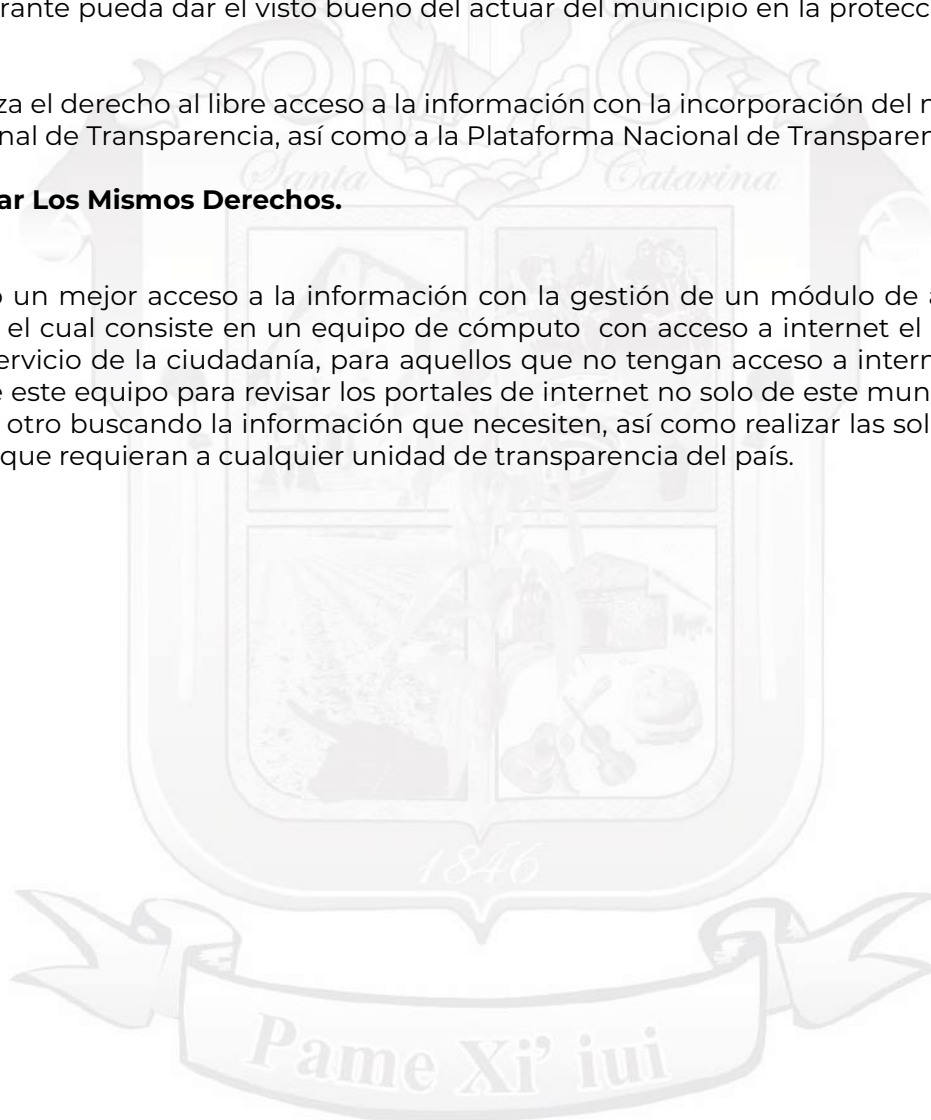 rante pueda dar el visto bueno del actuar del municipio en la protecc
za el derecho al libre acceso a la información con la incorporación del
nal de Transparencia, así como a la Plataforma Nacional de Transparen
Santa Catarina
ar Los Mismos Derechos.
o un mejor acceso a la información con la gestión de un módulo de a
el cual consiste en un equipo de cómputo con acceso a internet el
servicio de la ciudadanía, para aquellos que no tengan acceso a intern
e este equipo para revisar los portales de internet no solo de este mun
otro buscando la información que necesiten, así como realizar las sol
que requieran a cualquier unidad de transparencia del país.
1846
Pame Xi' iui